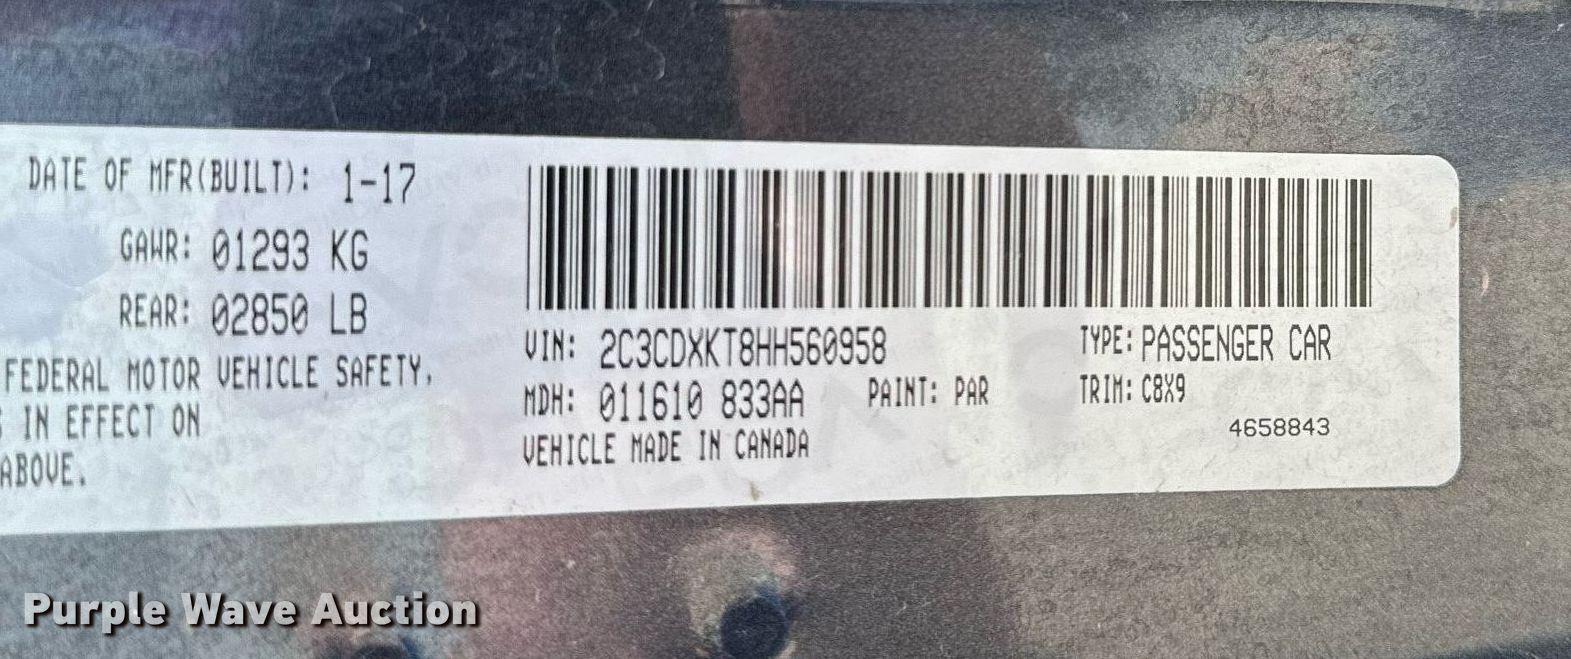 DATE OF MFR(BUILT): 1-17
GAWR: 01293 KG
REAR: 02850 LB
FEDERAL MOTOR VEHICLE SAFETY,
IN EFFECT ON
ABOVE.
VIN: 2C3CDXKT8HH560958
TYPE: PASSENGER CAR
MDH: 011610 833AA
PAINT: PAR
TRIM: C8X9
VEHICLE MADE IN CANADA
4658843
Purple Wave Auction